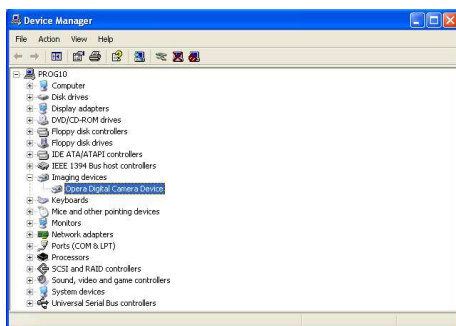 Device Manager
File Action View Help
PROG10
Computer
Disk drives
Display adapters
DVD/CD-ROM drives
Floppy disk controllers
Floppy disk drives
IDE ATA/ATAPI controllers
IEEE 1394 Bus host controllers
Imaging devices
Opera Digital Camera Device
Keyboards
Mice and other pointing devices
Monitors
Network adapters
Ports (COM & LPT)
Processors
SCSI and RAID controllers
Sound, video and game controllers
System devices
Universal Serial Bus controllers